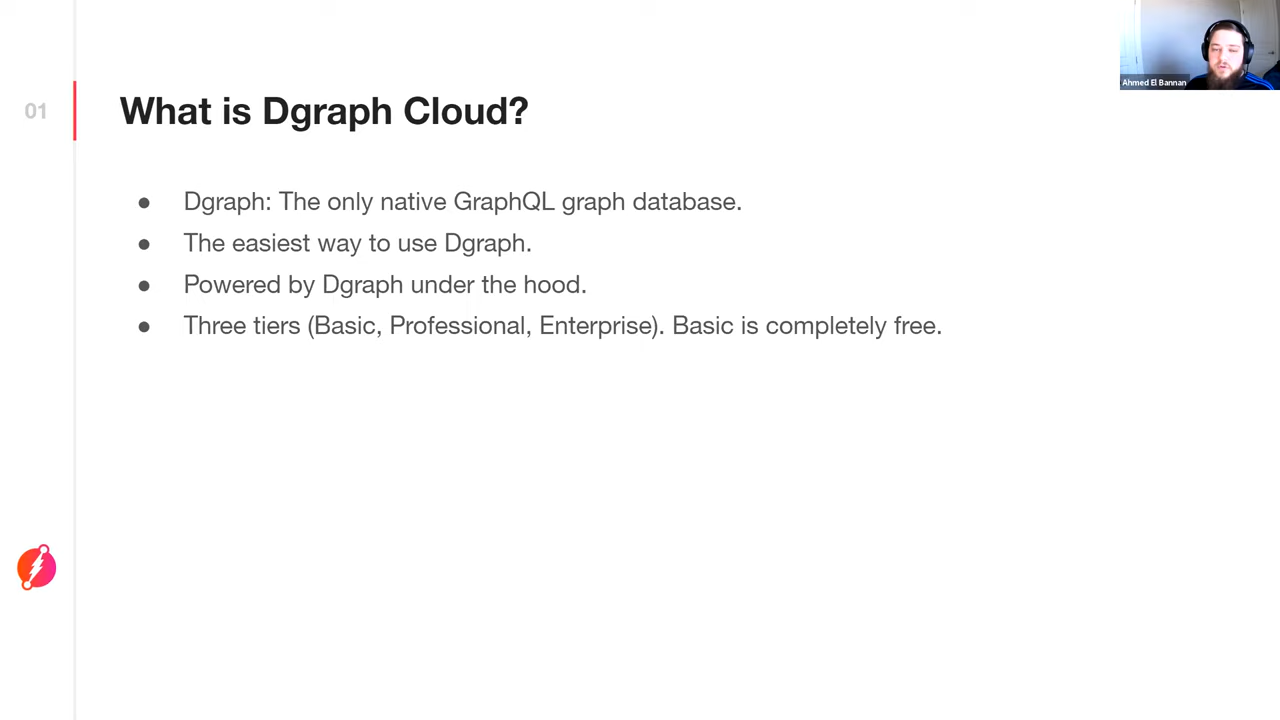 01
What is Dgraph Cloud?
● Dgraph: The only native GraphQL graph database.
● The easiest way to use Dgraph.
● Powered by Dgraph under the hood.
● Three tiers (Basic, Professional, Enterprise). Basic is completely free.
Ahmed El Bannan